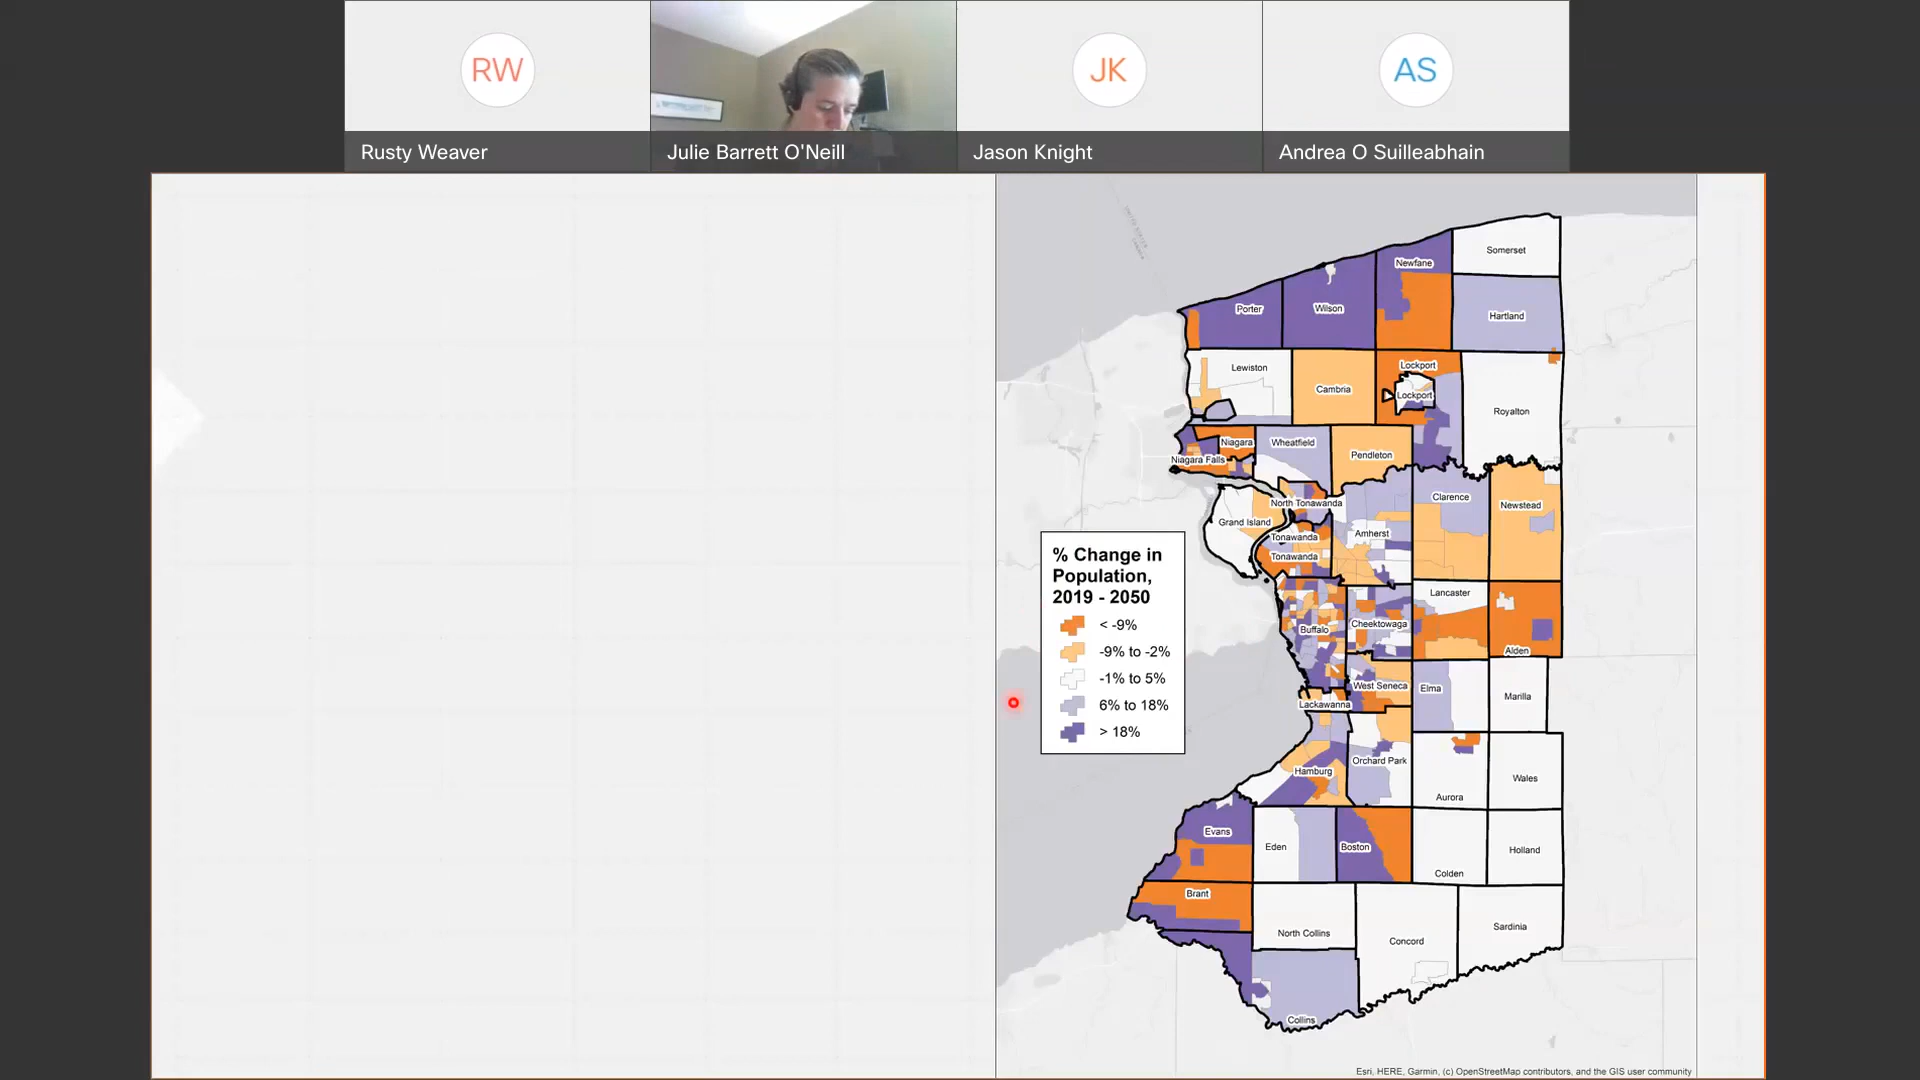 RW
JK
AS
Rusty Weaver
Julie Barrett O'Neill
Jason Knight
Andrea O Suilleabhain
Somerset
Newfane
Porter
Wilson
Hartland
Lewiston
Lockport
Cambria
Lockport
Royalton
Niagara
Wheatfield
Niagara Falls
Pendleton
North Tonawanda
Clarence
Newstead
Grand Island
Tonawanda
Amherst
Tonawanda
% Change in
Population,
2019 - 2050
< -9%
-9% to -2%
-1% to 5%
6% to 18%
> 18%
Lancaster
Buffalo
Cheektowaga
Alden
West Seneca
Elma
Marilla
Lackawanna
Hamburg
Orchard Park
Wales
Aurora
Evans
Eden
Boston
Holland
Colden
Brant
North Collins
Concord
Sardinia
Collins
Esri, HERE, Garmin, (c) OpenStreetMap contributors, and the GIS user community